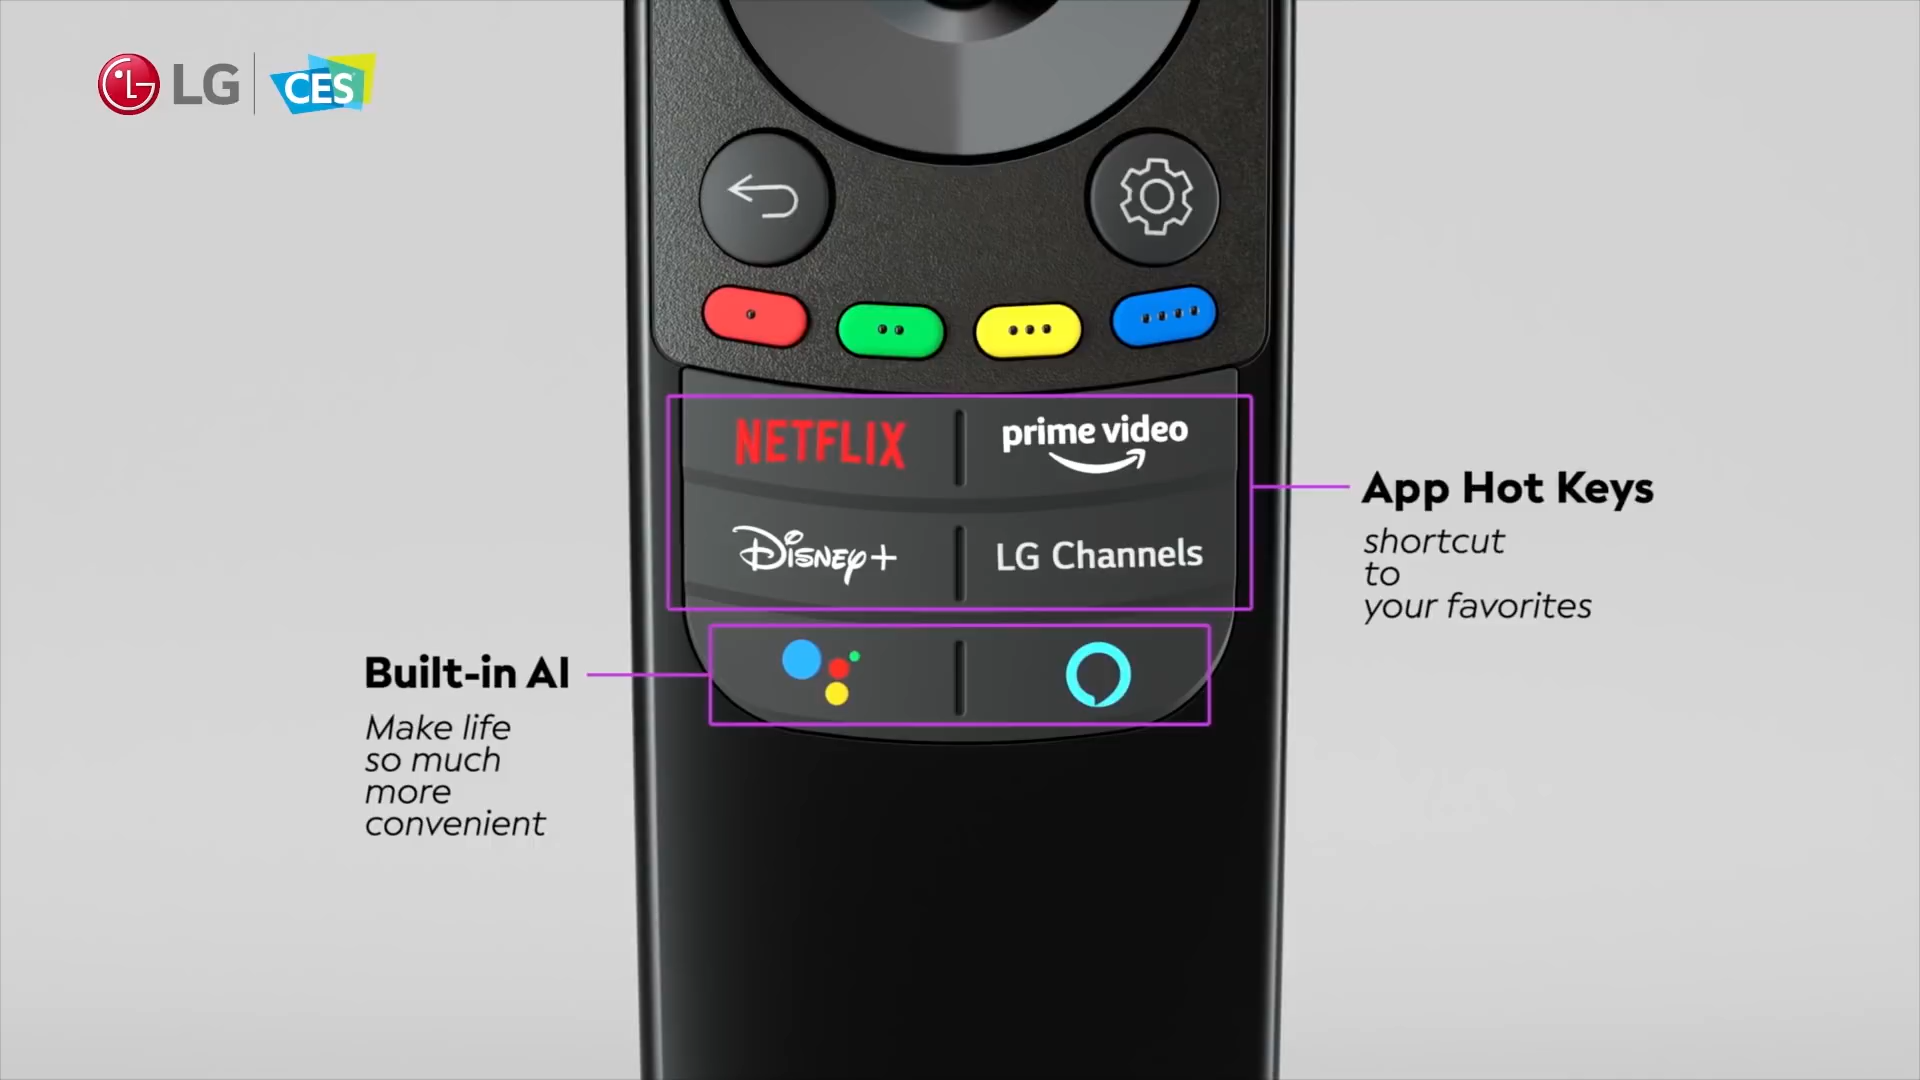 LG
CES
NETFLIX
prime video
Disney+
LG Channels
App Hot Keys
shortcut
to
your favorites
Built-in AI
Make life
so much
more
convenient